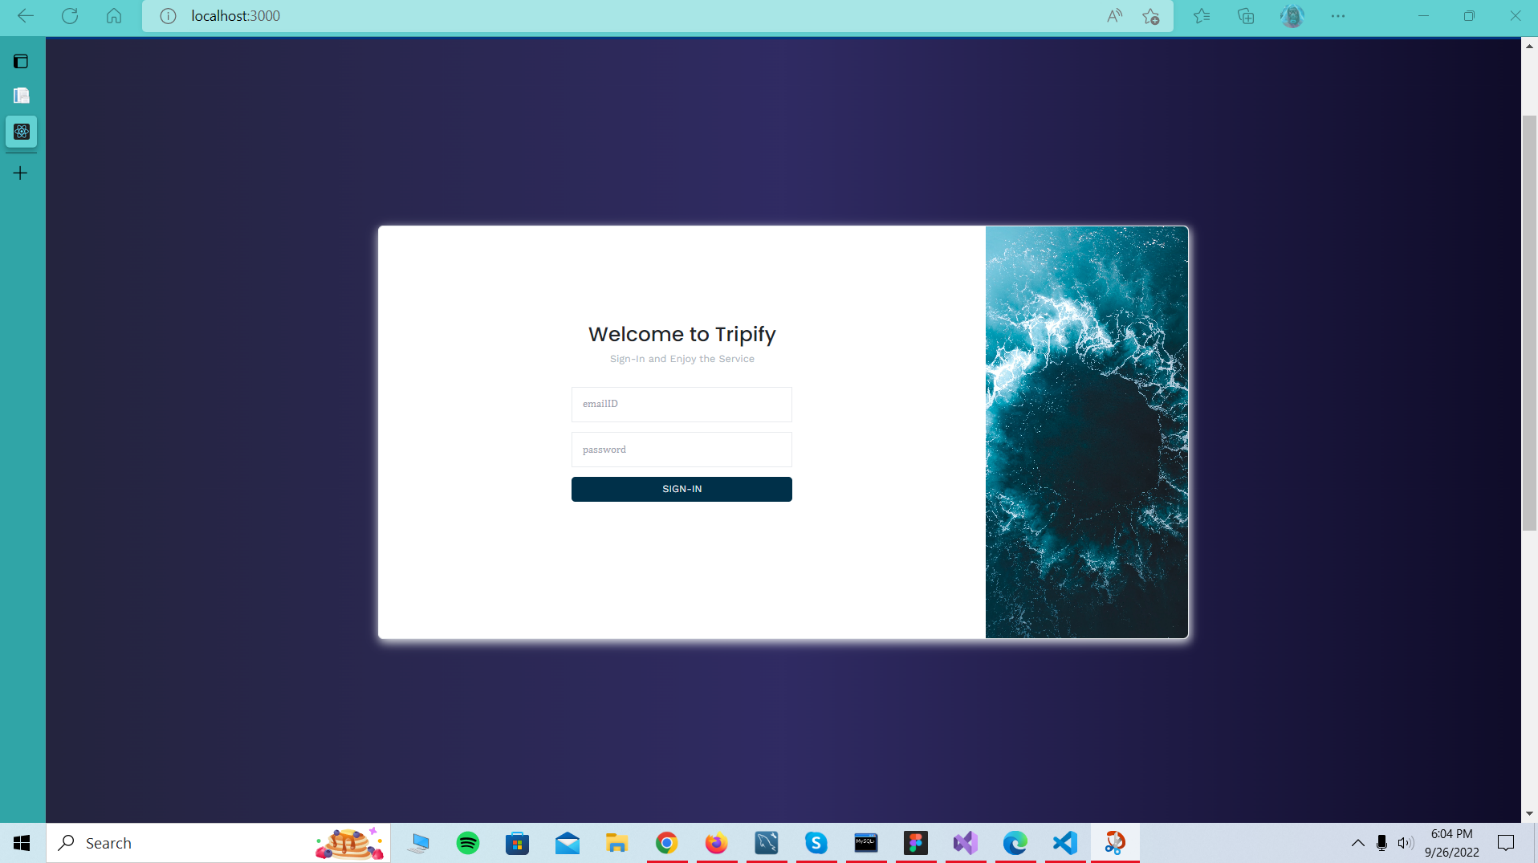 localhost:3000
Welcome to Tripify
Sign-In and Enjoy the Service
emailID
password
SIGN-IN
Search
MySQL
6:04 PM
9/26/2022